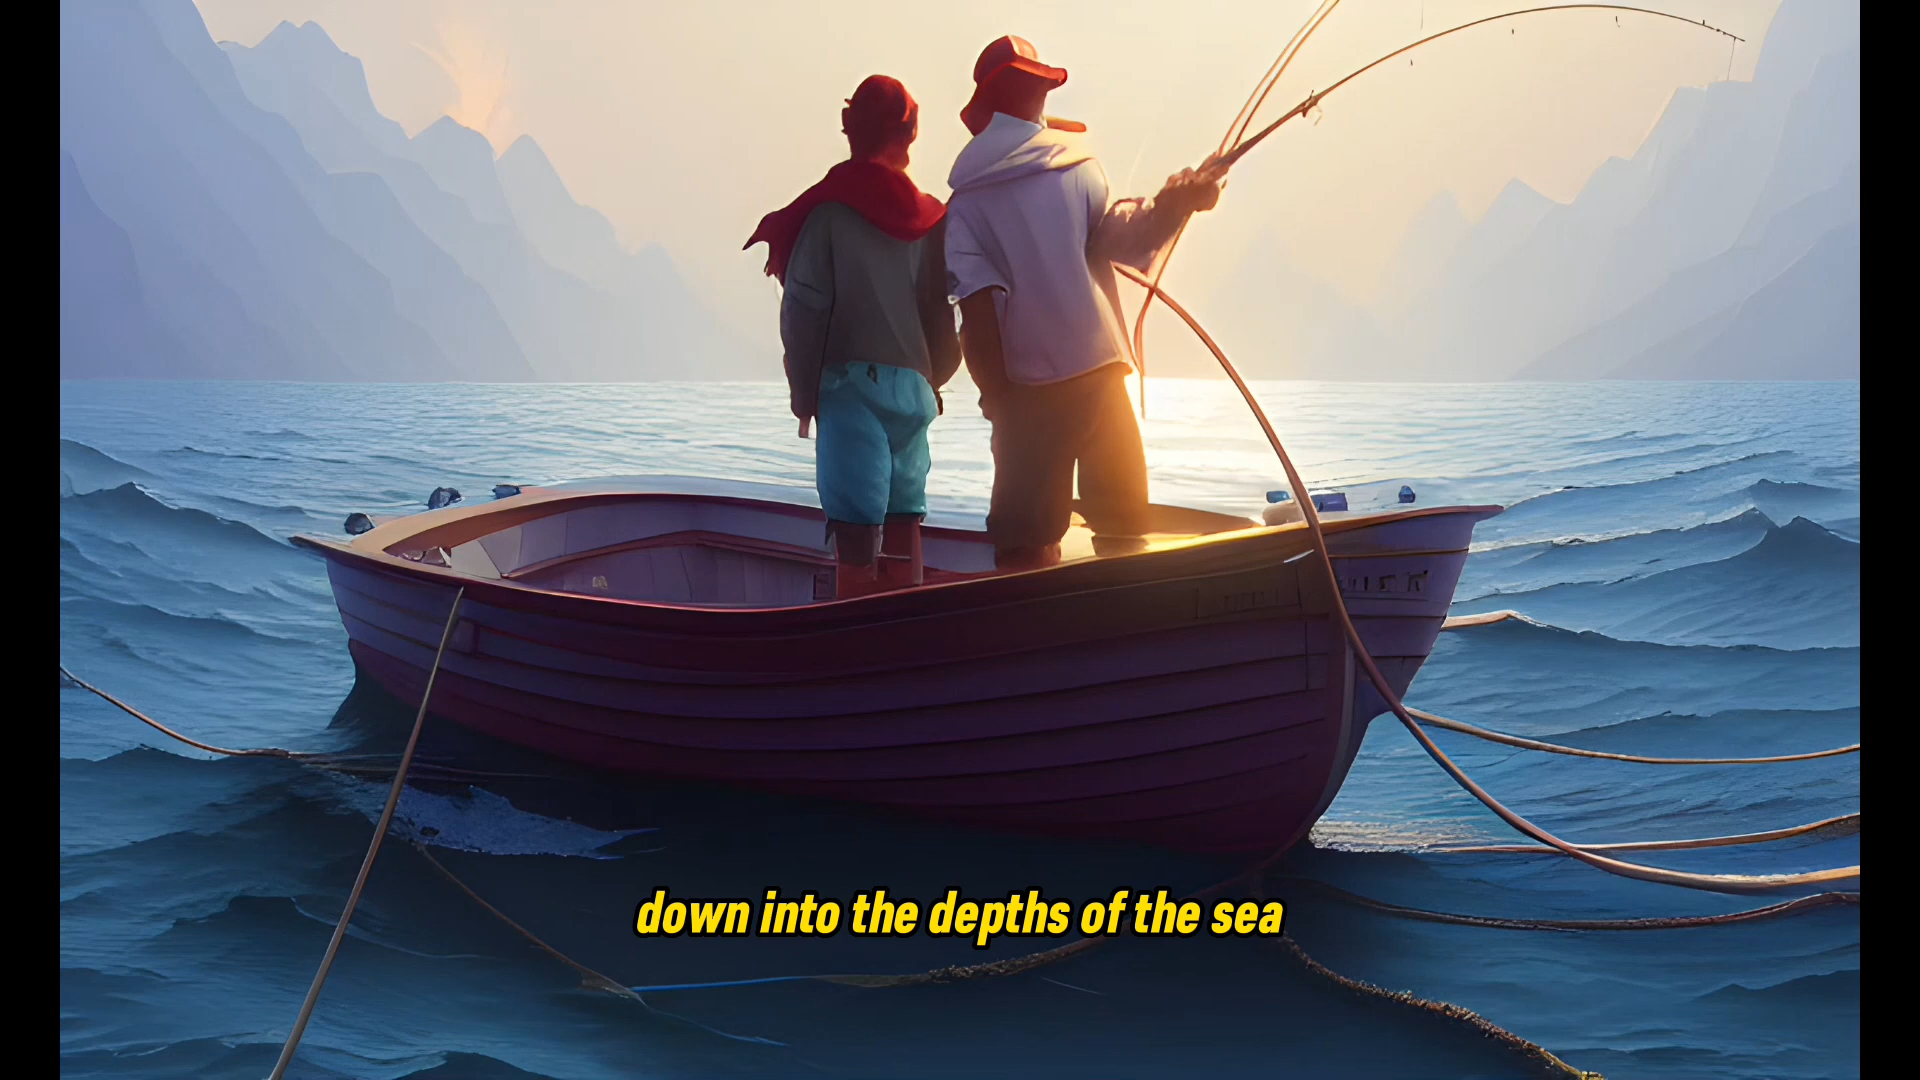 down into the depths of the sea